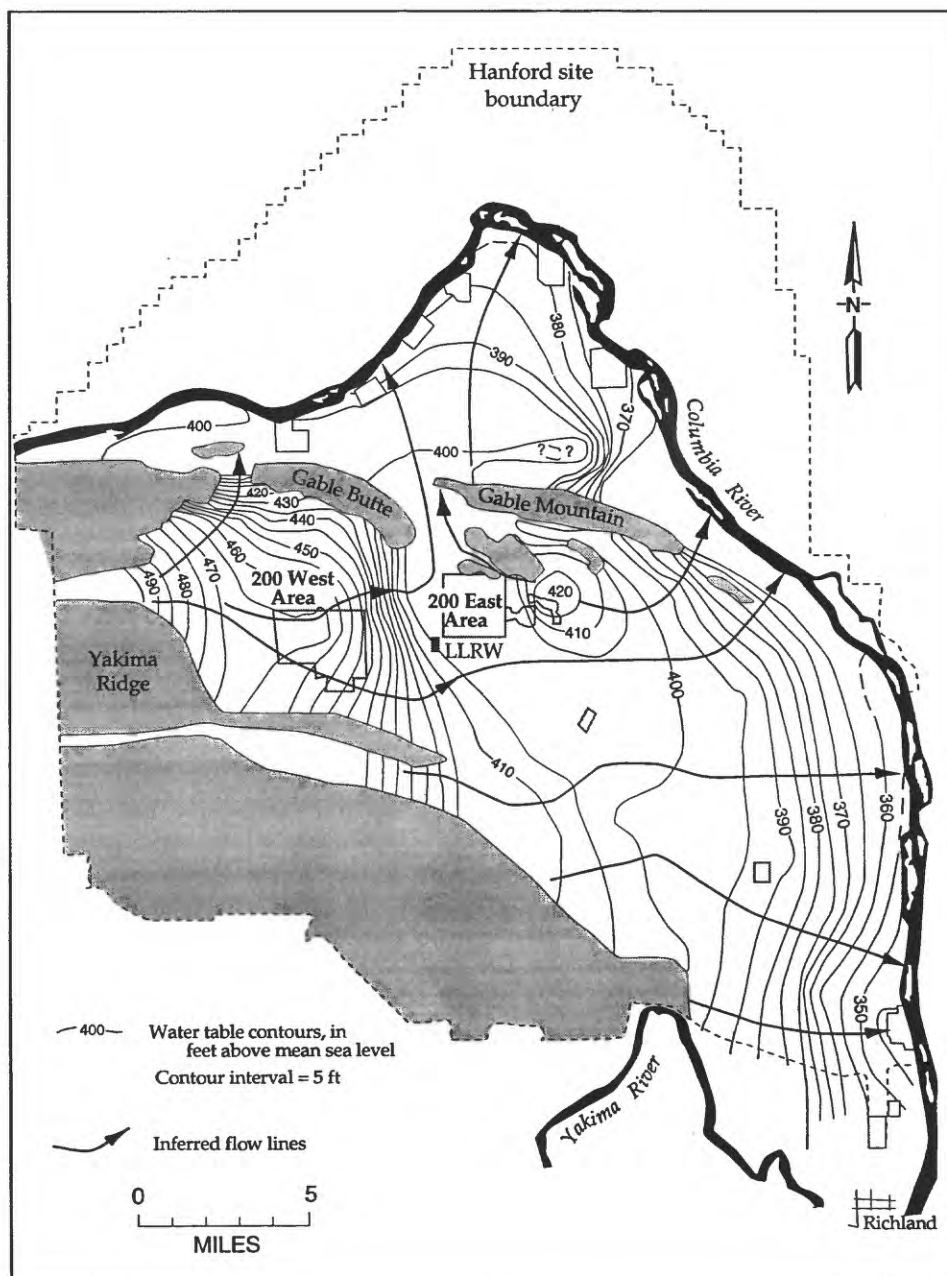 Hanford site
boundary
N
380
390
370
Columbia
River
400
400
? ?
Gable Butte
Gable Mountain
420
430
440
450
460
470
480
490
200 West
Area
200 East
Area
420
410
LLRW
Yakima
Ridge
400
410
390
380
370
360
350
400 Water table contours, in
feet above mean sea level
Contour interval = 5 ft
Inferred flow lines
Yakima River
0 5
MILES
Richland